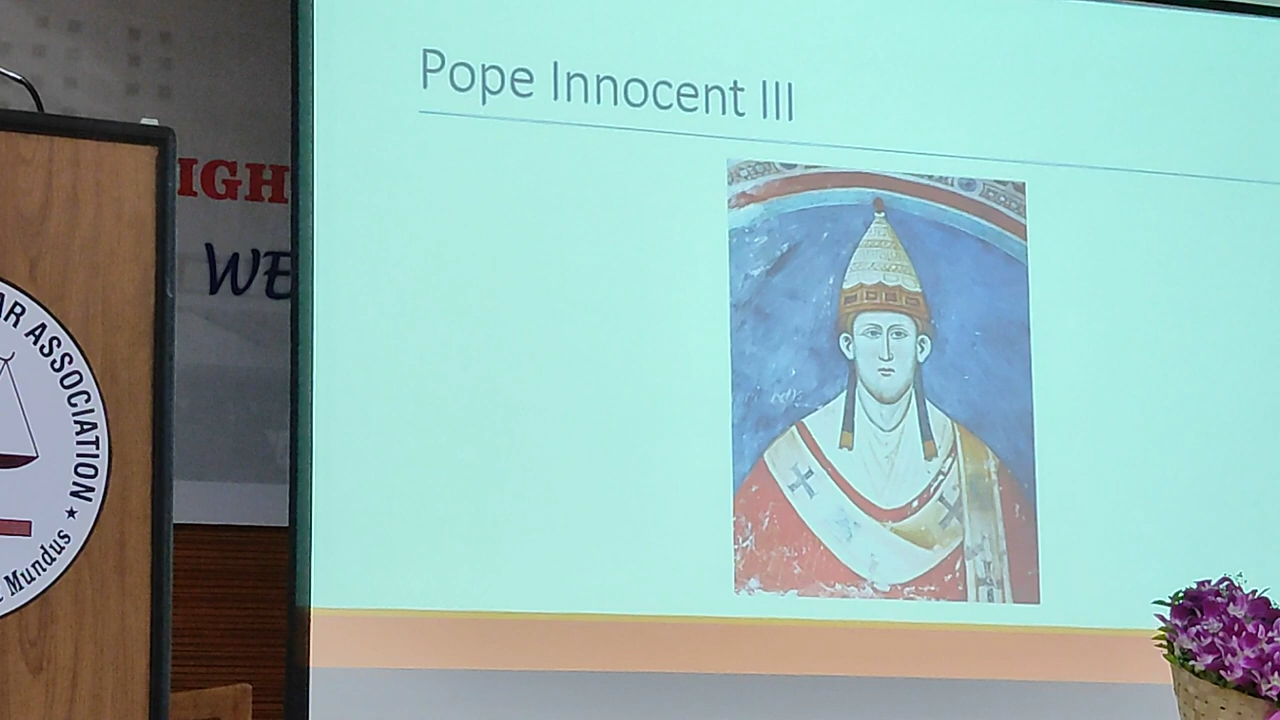 Pope Innocent III
IGH
WE
AR ASSOCIATION ★
Mundus